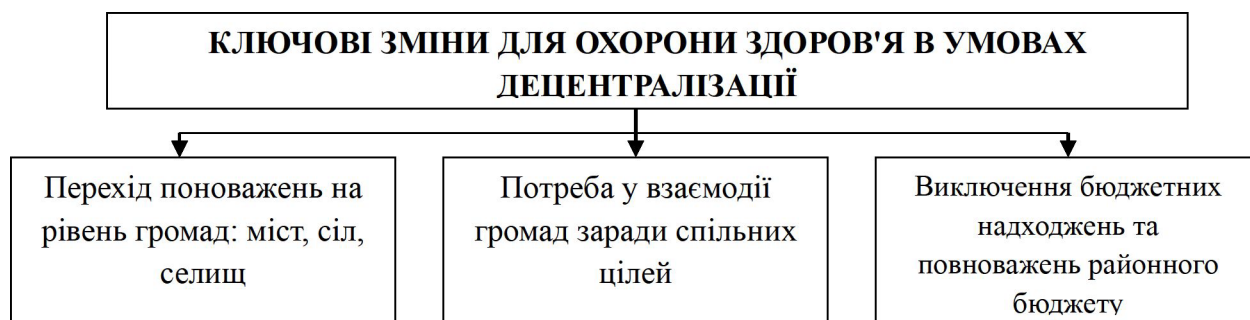 КЛЮЧОВІ ЗМІНИ ДЛЯ ОХОРОНИ ЗДОРОВ'Я В УМОВАХ
ДЕЦЕНТРАЛІЗАЦІЇ
Перехід поноважень на
рівень громад: міст, сіл,
селищ
Потреба у взаємодії
громад заради спільних
цілей
Виключення бюджетних
надходжень та
повноважень районного
бюджету